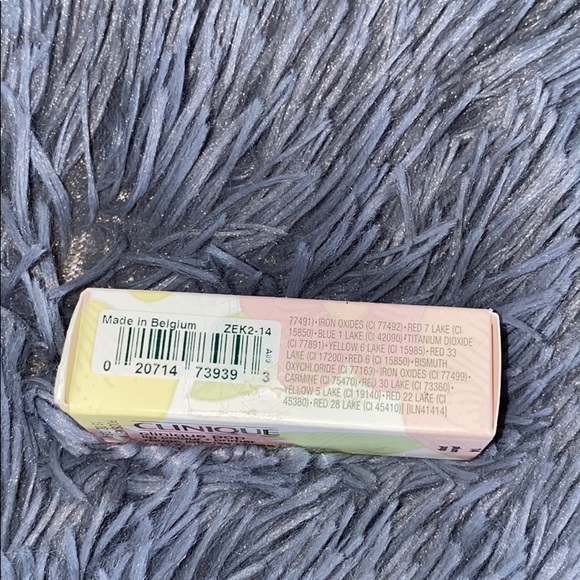 Made in Belgium
ZEK2-14
0 20714 73939 3
77491) • IRON OXIDES (CI 77492) • RED 7 LAKE (CI
15850) • BLUE 1 LAKE (CI 42090) • TITANIUM DIOXIDE
(CI 77891) • YELLOW 6 LAKE (CI 15985) • RED 33
LAKE (CI 17200) • RED 6 (CI 15850) • BISMUTH
OXYCHLORIDE (CI 77163) • IRON OXIDES (CI 77499) •
CARMINE (CI 75470) • RED 30 LAKE (CI 73360) •
YELLOW 5 LAKE (CI 19140) • RED 22 LAKE (CI
45380) • RED 28 LAKE (CI 45410)] [ILN41414]
CLINIQUE
clinique pop